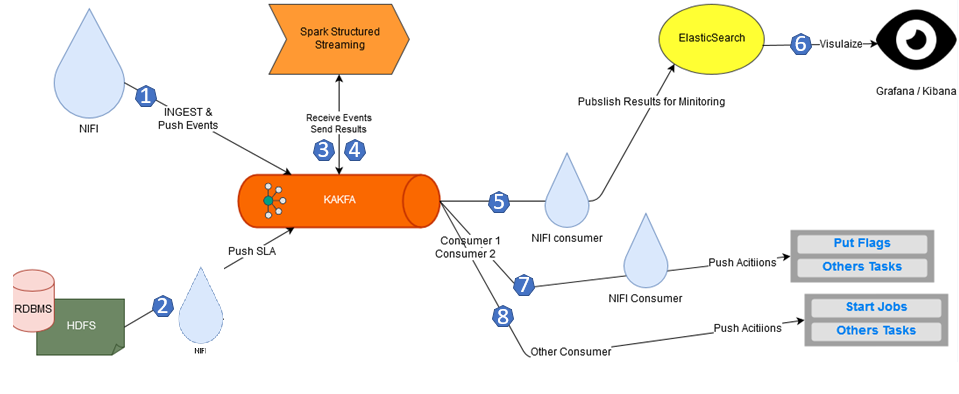 Spark Structured
Streaming
ElasticSearch
6
Visulaize
Grafana / Kibana
1
INGEST &
Push Events
NIFI
Receive Events
Send Results
3
4
Pubslish Results for Minitoring
KAKFA
5
NIFI consumer
Push SLA
Consumer 1
Consumer 2
7
NIFI Consumer
Push Acitiions
Put Flags
Others Tasks
RDBMS
HDFS
2
NIFI
8
Other Consumer
Push Acitiions
Start Jobs
Others Tasks